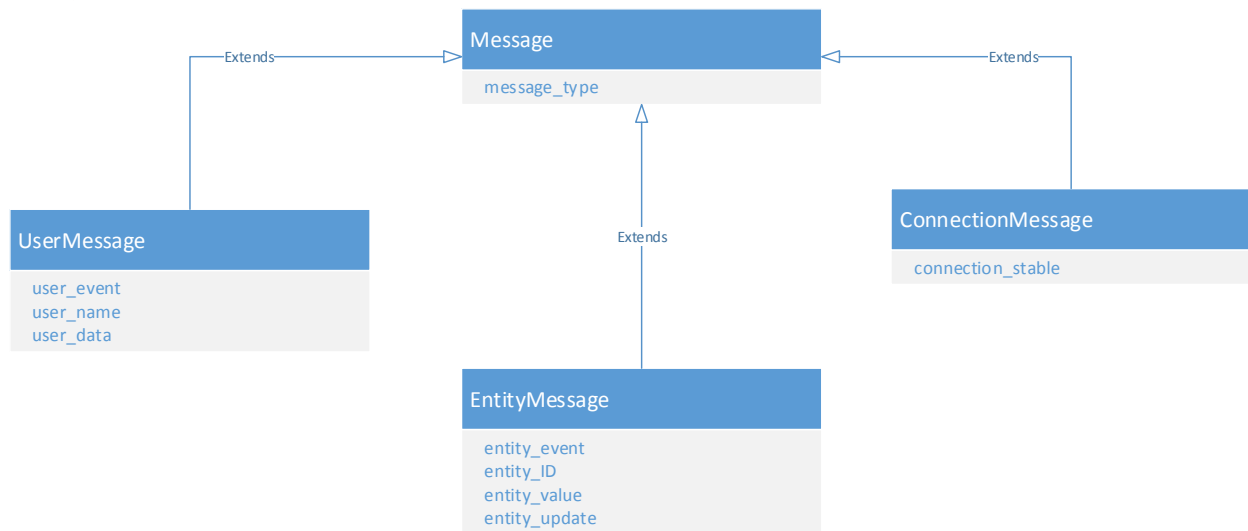 Message
message_type
Extends
Extends
UserMessage
user_event
user_name
user_data
Extends
ConnectionMessage
connection_stable
EntityMessage
entity_event
entity_ID
entity_value
entity_update